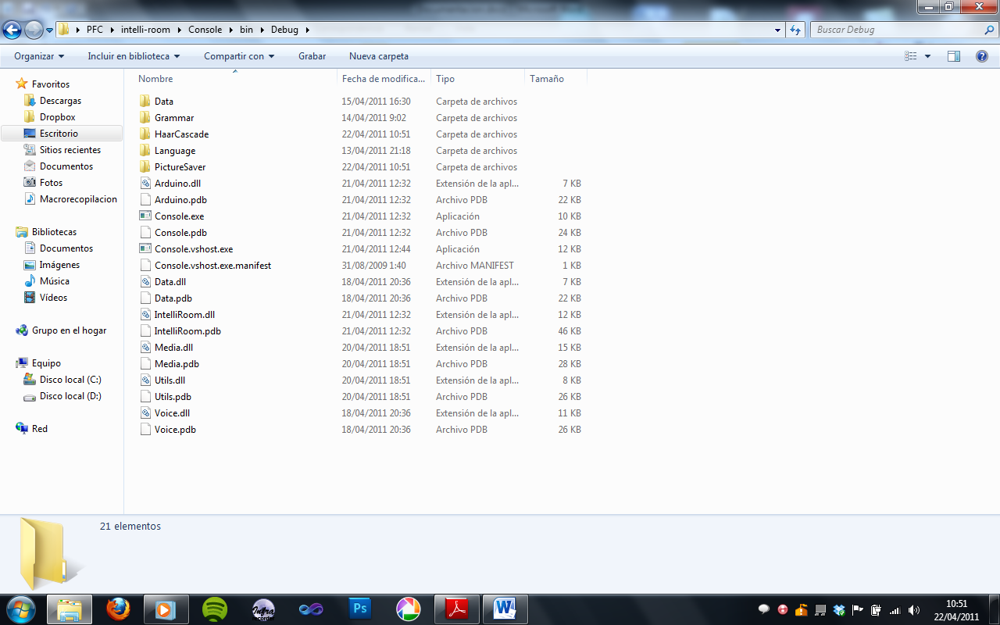 PFC intelli-room Console bin Debug Buscar Debug
Organizar Incluir en biblioteca Compartir con Grabar Nueva carpeta
Favoritos
Descargas
Dropbox
Escritorio
Sitios recientes
Documentos
Fotos
Macrorecopilacion
Bibliotecas
Documentos
Imágenes
Música
Vídeos
Grupo en el hogar
Equipo
Disco local (C:)
Disco local (D:)
Red
Nombre Fecha de modifica... Tipo Tamaño
Data 15/04/2011 16:30 Carpeta de archivos
Grammar 14/04/2011 9:02 Carpeta de archivos
HaarCascade 22/04/2011 10:51 Carpeta de archivos
Language 13/04/2011 21:18 Carpeta de archivos
PictureSaver 22/04/2011 10:51 Carpeta de archivos
Arduino.dll 21/04/2011 12:32 Extensión de la apl... 7 KB
Arduino.pdb 21/04/2011 12:32 Archivo PDB 22 KB
Console.exe 21/04/2011 12:32 Aplicación 10 KB
Console.pdb 21/04/2011 12:32 Archivo PDB 24 KB
Console.vshost.exe 21/04/2011 12:44 Aplicación 12 KB
Console.vshost.exe.manifest 31/08/2009 1:40 Archivo MANIFEST 1 KB
Data.dll 18/04/2011 20:36 Extensión de la apl... 7 KB
Data.pdb 18/04/2011 20:36 Archivo PDB 22 KB
IntelliRoom.dll 21/04/2011 12:32 Extensión de la apl... 12 KB
IntelliRoom.pdb 21/04/2011 12:32 Archivo PDB 46 KB
Media.dll 20/04/2011 18:51 Extensión de la apl... 15 KB
Media.pdb 20/04/2011 18:51 Archivo PDB 28 KB
Utils.dll 20/04/2011 18:51 Extensión de la apl... 8 KB
Utils.pdb 20/04/2011 18:51 Archivo PDB 26 KB
Voice.dll 18/04/2011 20:36 Extensión de la apl... 11 KB
Voice.pdb 18/04/2011 20:36 Archivo PDB 26 KB
21 elementos
Ps
W
10:51
22/04/2011